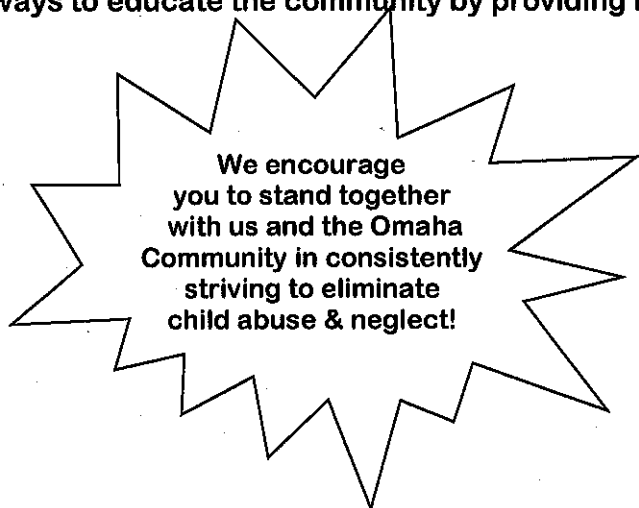 ways to educate the community by providing
We encourage
you to stand together
with us and the Omaha
Community in consistently
striving to eliminate
child abuse & neglect!